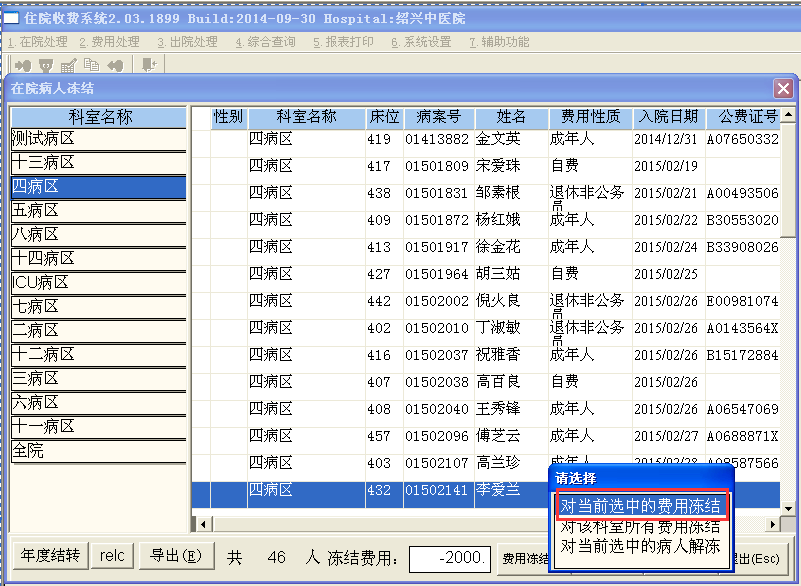 住院收费系统2.03.1899 Build:2014-09-30 Hospital:绍兴中医院
1.在院处理 2.费用处理 3.出院处理 4.综合查询 5.报表打印 6.系统设置 7.辅助功能
在院病人冻结
科室名称
测试病区
十三病区
四病区
五病区
八病区
十四病区
ICU病区
七病区
二病区
十二病区
三病区
六病区
十一病区
全院
性别 科室名称 床位 病案号 姓名 费用性质 入院日期 公费证号
四病区 419 01413882 金文英 成年人 2014/12/31 A07650332
四病区 417 01501809 宋爱珠 自费 2015/02/19
四病区 438 01501831 邹素根 退休非公务员 2015/02/21 A00493506
四病区 409 01501872 杨红娥 成年人 2015/02/22 B30553020
四病区 413 01501917 徐金花 成年人 2015/02/24 B33908026
四病区 427 01501964 胡三姑 自费 2015/02/25
四病区 442 01502002 倪火良 退休非公务员 2015/02/26 E00981074
四病区 402 01502010 丁淑敏 退休非公务员 2015/02/26 A0143564X
四病区 416 01502037 祝雅香 成年人 2015/02/26 B15172884
四病区 407 01502038 高百良 自费 2015/02/26
四病区 408 01502040 王秀锋 成年人 2015/02/26 A06547069
四病区 457 01502096 傅芝云 成年人 2015/02/27 A0688871X
四病区 403 01502107 高兰珍
四病区 432 01502141 李爱兰
请选择
对当前选中的费用冻结
对该科室所有费用冻结
对当前选中的病人解冻
年度结转 relc 导出(E) 共 46 人 冻结费用: -2000. 费用冻结 (Esc)